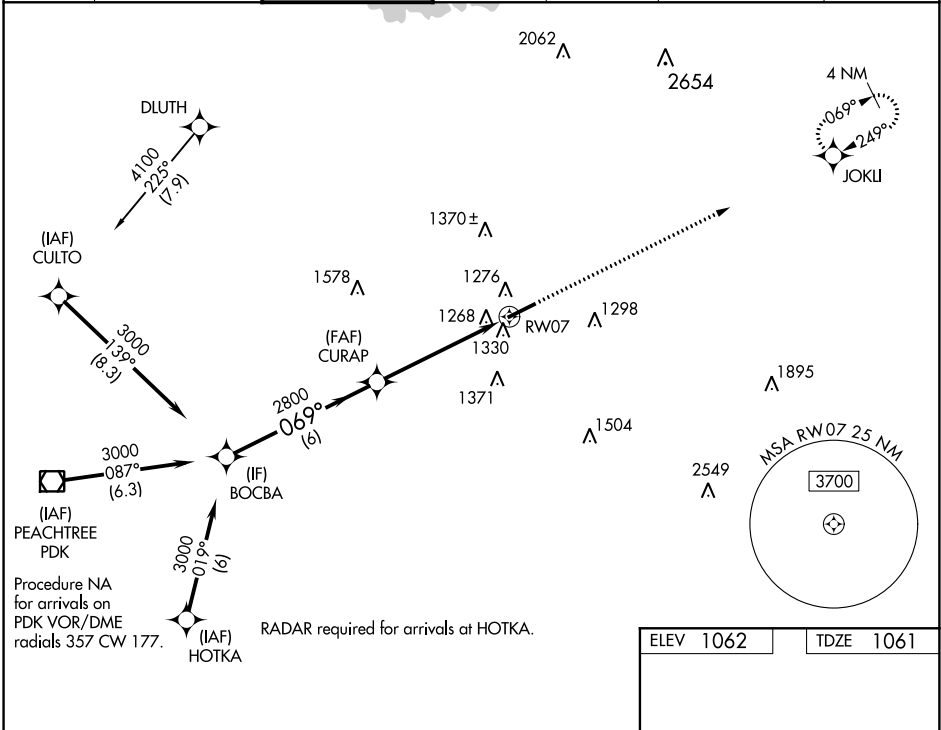 2062
2654
4 NM
069°
249°
JOKLI
DLUTH
4100
225°
(7.9)
1370 ±
(IAF)
CULTO
1578
1276
1268
RW07
1298
1330
3000
139°
(8.3)
(FAF)
CURAP
1371
1895
2800
069°
(6)
1504
MSA RW07 25 NM
3700
3000
087°
(6.3)
(IF)
BOCBA
2549
(IAF)
PEACHTREE
PDK
3000
019°
(6)
Procedure NA
for arrivals on
PDK VOR/DME
radials 357 CW 177.
(IAF)
HOTKA
RADAR required for arrivals at HOTKA.
ELEV 1062
TDZE 1061